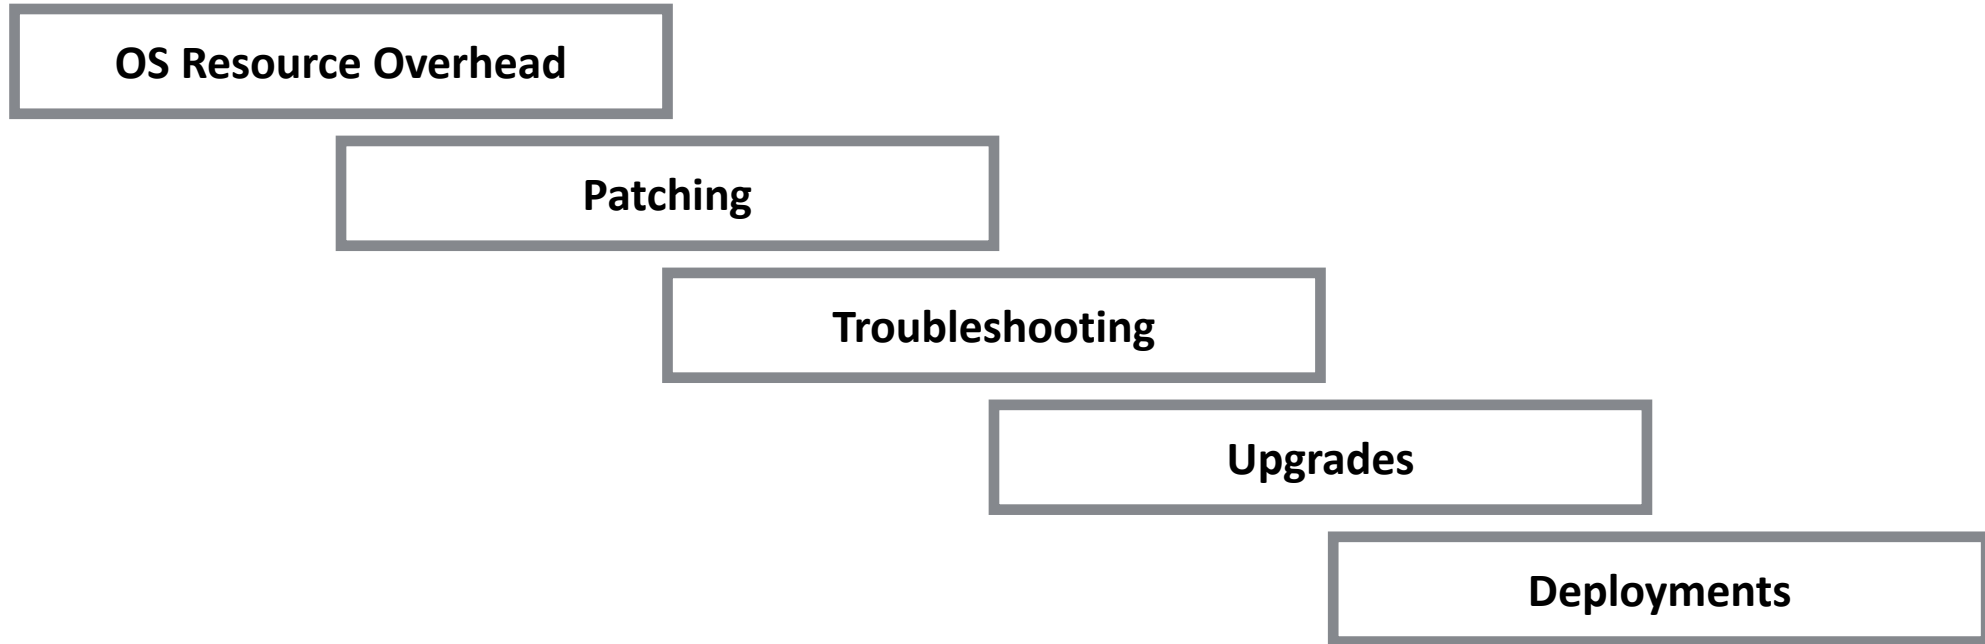 OS Resource Overhead
Patching
Troubleshooting
Upgrades
Deployments